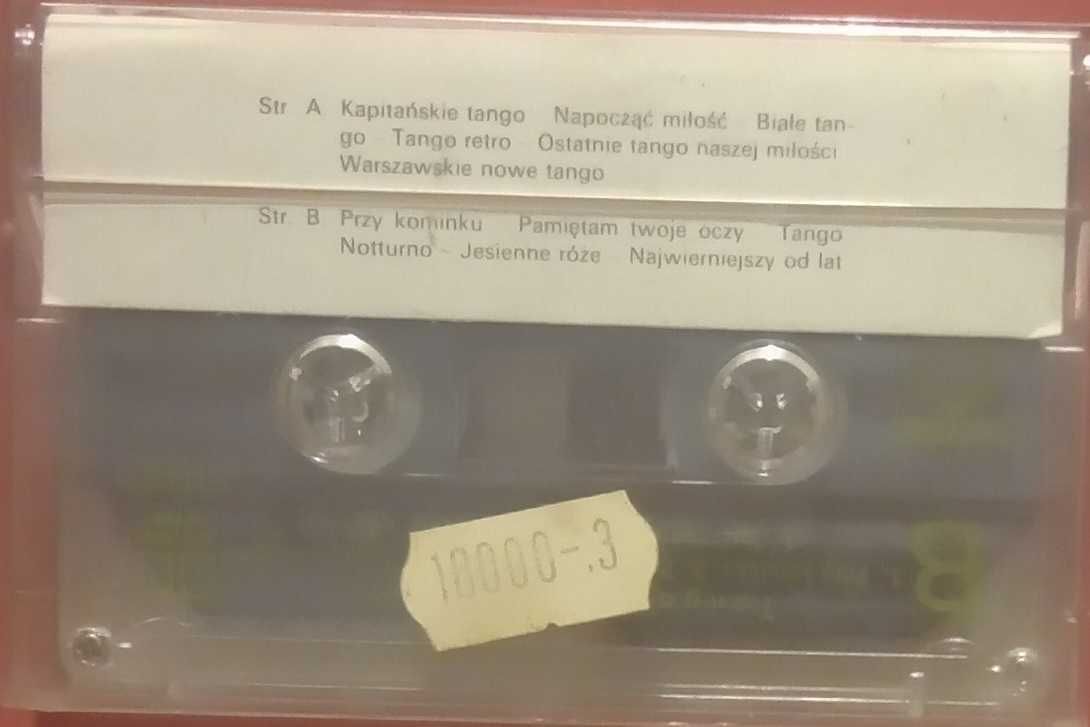 Str A Kapitańskie tango Napocząć miłość Białe tan-
go Tango retro Ostatnie tango naszej miłości
Warszawskie nowe tango
Str B Przy kominku Pamiętam twoje oczy Tango
Notturno - Jesienne róże Najwierniejszy od lat
10000-.3
B